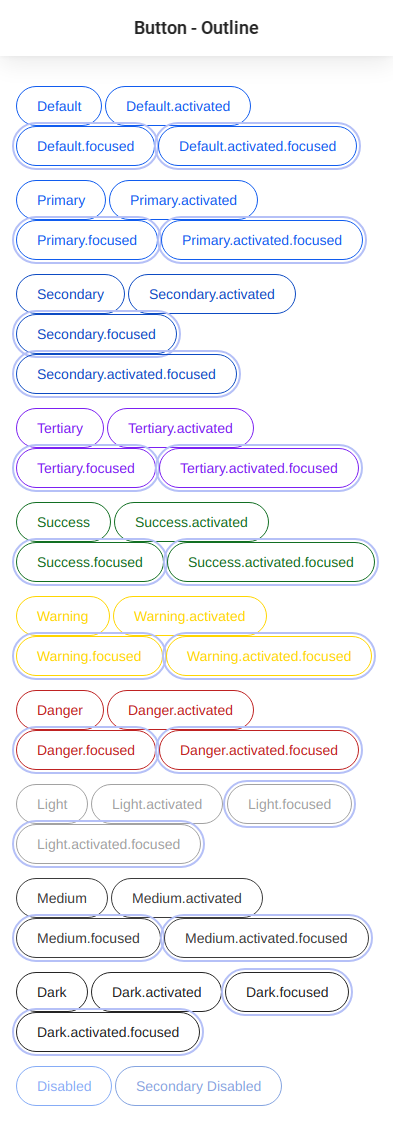 Button - Outline
Default Default.activated
Default.focused Default.activated.focused
Primary Primary.activated
Primary.focused Primary.activated.focused
Secondary Secondary.activated
Secondary.focused
Secondary.activated.focused
Tertiary Tertiary.activated
Tertiary.focused Tertiary.activated.focused
Success Success.activated
Success.focused Success.activated.focused
Warning Warning.activated
Warning.focused Warning.activated.focused
Danger Danger.activated
Danger.focused Danger.activated.focused
Light Light.activated Light.focused
Light.activated.focused
Medium Medium.activated
Medium.focused Medium.activated.focused
Dark Dark.activated Dark.focused
Dark.activated.focused
Disabled Secondary Disabled